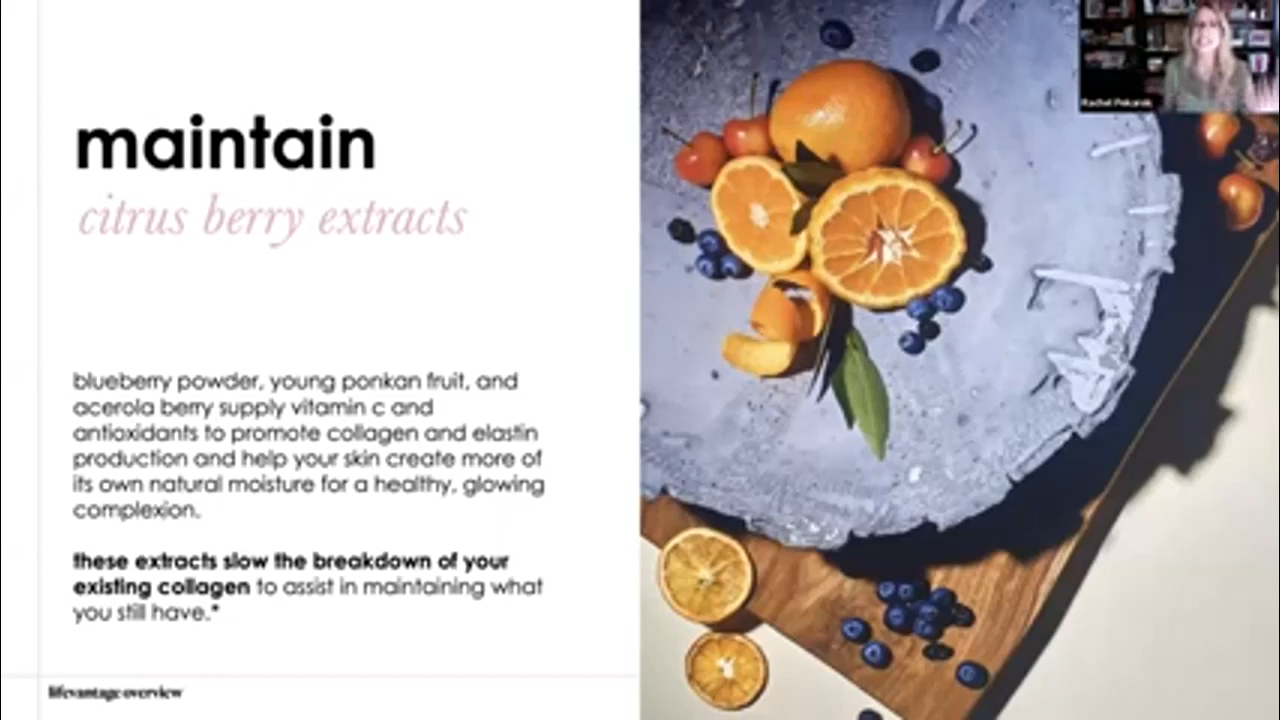 maintain
citrus berry extracts
blueberry powder, young ponkan fruit, and
acerola berry supply vitamin c and
antioxidants to promote collagen and elastin
production and help your skin create more of
its own natural moisture for a healthy, glowing
complexion.
these extracts slow the breakdown of your
existing collagen to assist in maintaining what
you still have.*
lifevantage overview
Rachel Pekarek